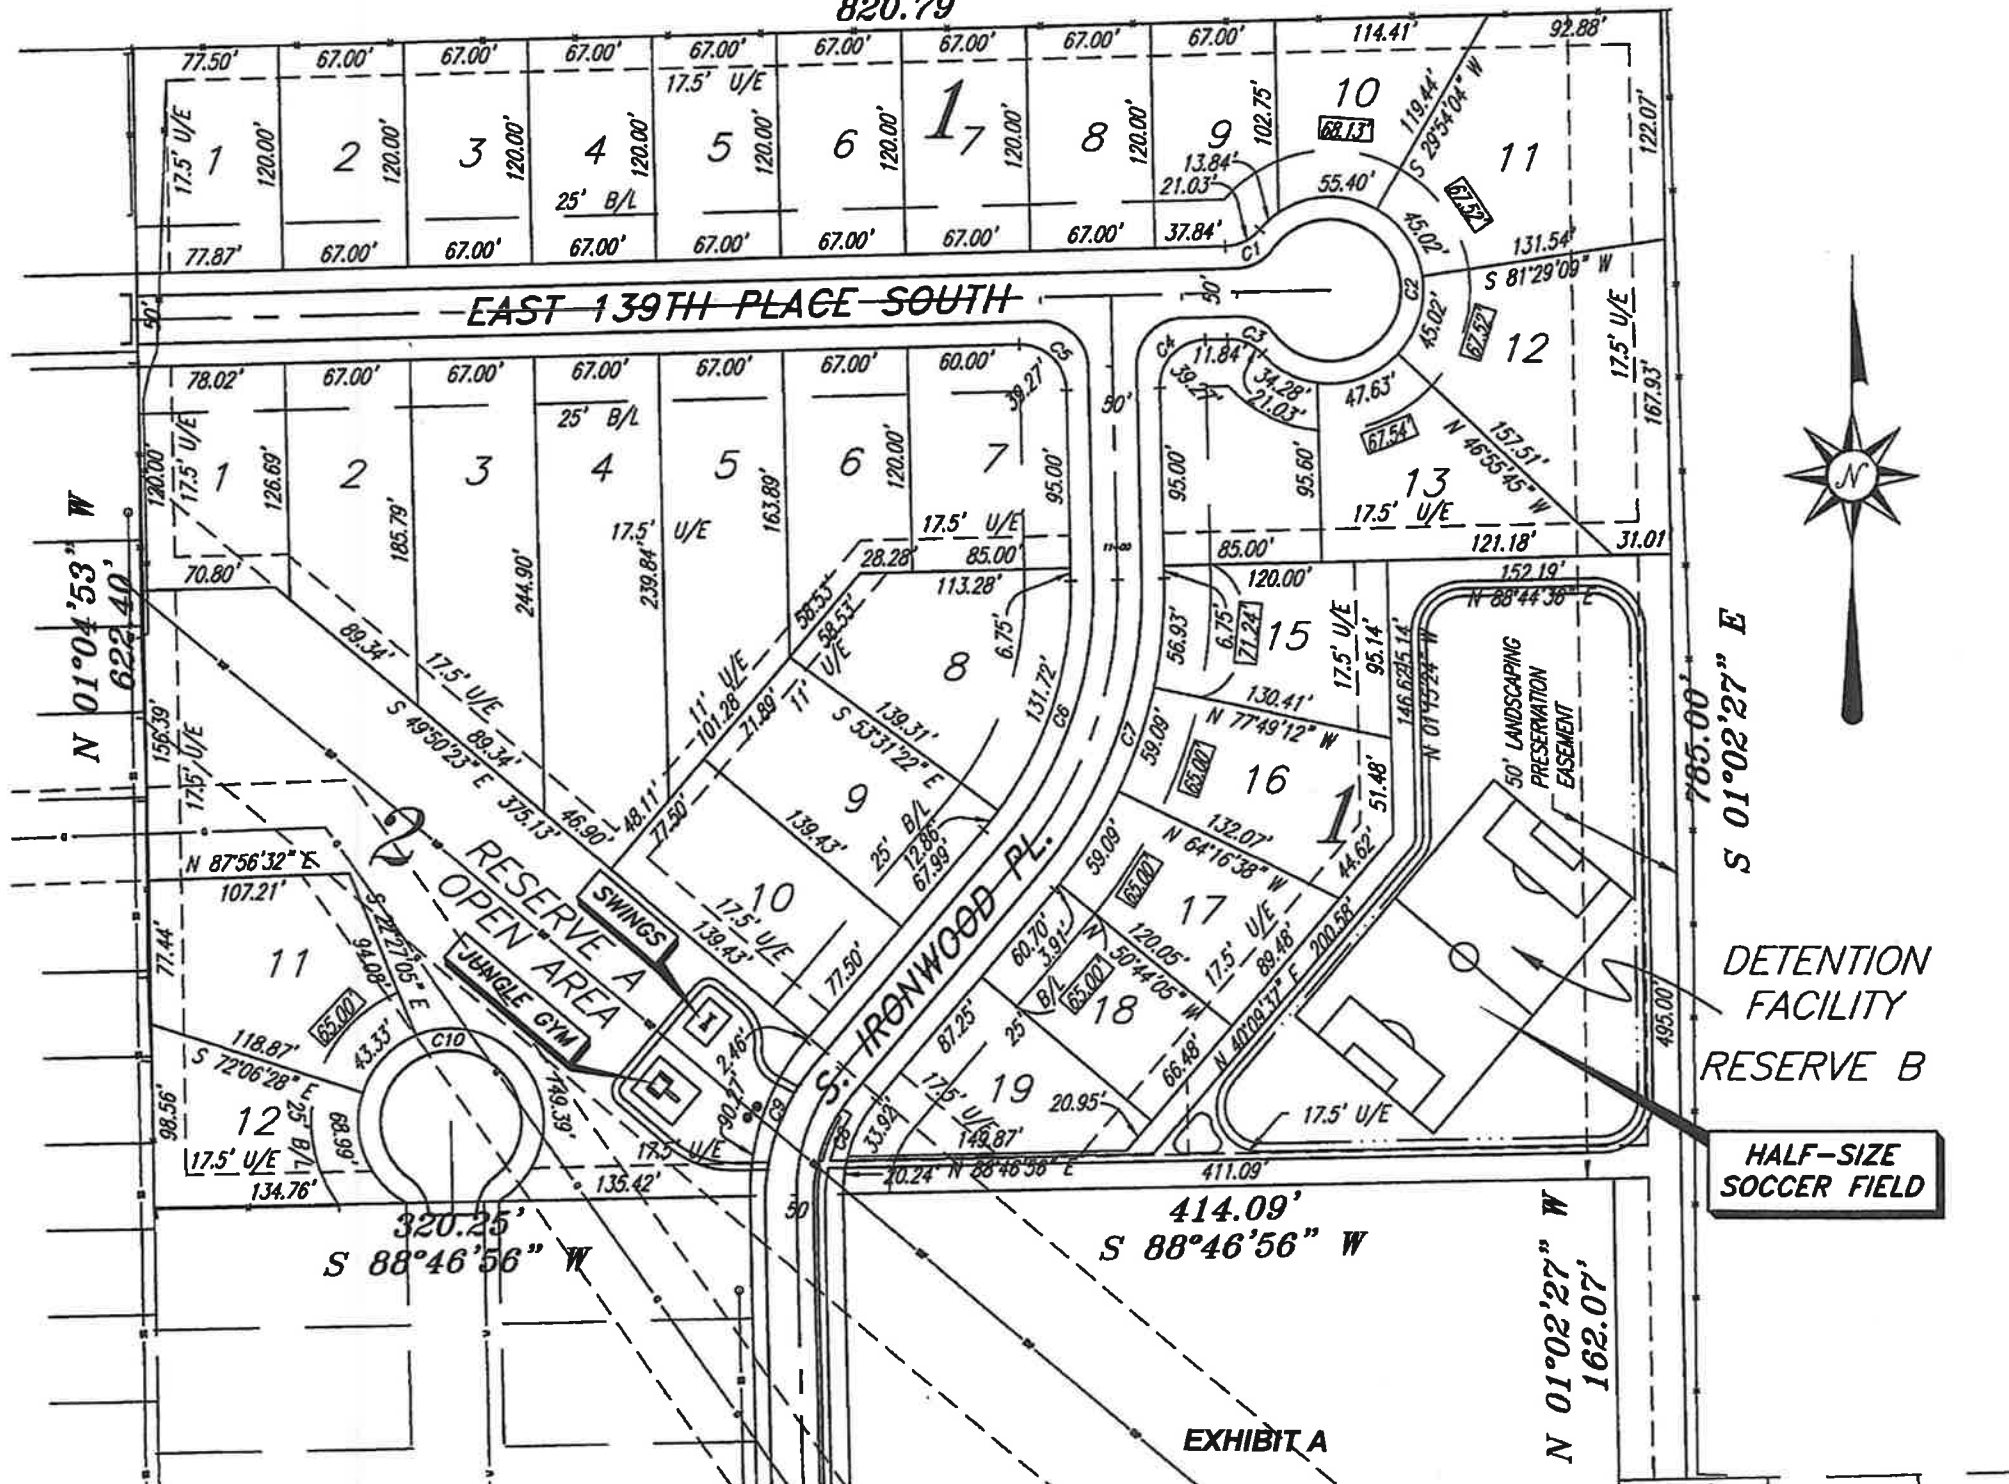 820.79
77.50' 67.00' 67.00' 67.00' 67.00' 67.00' 67.00' 67.00' 67.00' 114.41' 92.88'
17.5' U/E
1
17.5' U/E
1 120.00' 2 120.00' 3 120.00' 4 120.00' 5 120.00' 6 120.00' 7 120.00' 8 120.00' 9 102.75' 10 11
68.13'
119.44'
S 29°54'04" W
122.07'
13.84'
21.03'
55.40'
67.52'
25' B/L
45.02'
131.54'
S 81°29'09" W
77.87' 67.00' 67.00' 67.00' 67.00' 67.00' 67.00' 67.00' 37.84'
C1
C2
50'
EAST 139TH PLACE SOUTH
50'
45.02'
67.52'
12
17.5' U/E
167.93'
C5 C4 C3
11.84'
78.02' 67.00' 67.00' 67.00' 67.00' 67.00' 60.00'
39.27'
50'
39.27'
34.28'
21.03'
47.63'
67.54'
157.51'
N 46°55'45" W
25' B/L
120.00'
17.5' U/E
1 126.69' 2 185.79' 3 244.90' 4 239.84' 5 163.89' 6 120.00' 7 95.00'
95.00'
95.60'
13
17.5' U/E
17.5' U/E
17.5' U/E
28.28' 85.00'
113.28'
85.00' 121.18' 31.01
120.00'
152.19'
N 88°44'36" E
N 01°04'53" W
622.40'
70.80'
89.34'
17.5' U/E
89.34'
S 49°50'23" E 375.13'
46.90'
48.11'
58.53'
58.53'
11' U/E
101.28'
71.89'
11' U/E
77.50'
8
6.75'
131.72'
C6
C7
56.93'
6.75'
71.24'
15
17.5' U/E
95.14'
146.62'
N 01°15'24" W
50' LANDSCAPING
PRESERVATION
EASEMENT
785.00'
S 01°02'27" E
139.31'
S 53°31'22" E
130.41'
N 77°49'12" W
59.09'
65.00'
16
51.48'
1
156.39'
17.5' U/E
9
139.43'
25' B/L
12.86'
67.99'
132.07'
N 64°16'38" W
44.62'
59.09'
65.00'
17
2
RESERVE A
OPEN AREA
SWINGS
JUNGLE GYM
10
17.5' U/E
139.43'
77.50'
S. IRONWOOD PL.
60.70'
3.91'
120.05'
N 50°44'05" W
17.5' U/E
89.48'
N 40°09'37" E 200.58'
65.00'
18
25' B/L
87.25'
66.48'
N 87°56'32" E
107.21'
S 22°27'05" E
94.08'
77.44'
11
65.00'
43.33'
C10
118.87'
S 72°06'28" E
25' B/L
68.99'
12
98.56'
17.5' U/E
134.76'
149.39'
2.46'
90.27'
C9
C8
33.92'
17.5' U/E
19
20.95'
149.87'
17.5' U/E
17.5' U/E
135.42'
20.24' N 88°46'56" E 411.09'
495.00'
DETENTION
FACILITY
RESERVE B
HALF-SIZE
SOCCER FIELD
50'
320.25'
S 88°46'56" W
414.09'
S 88°46'56" W
N 01°02'27" W
162.07'
N
EXHIBIT A